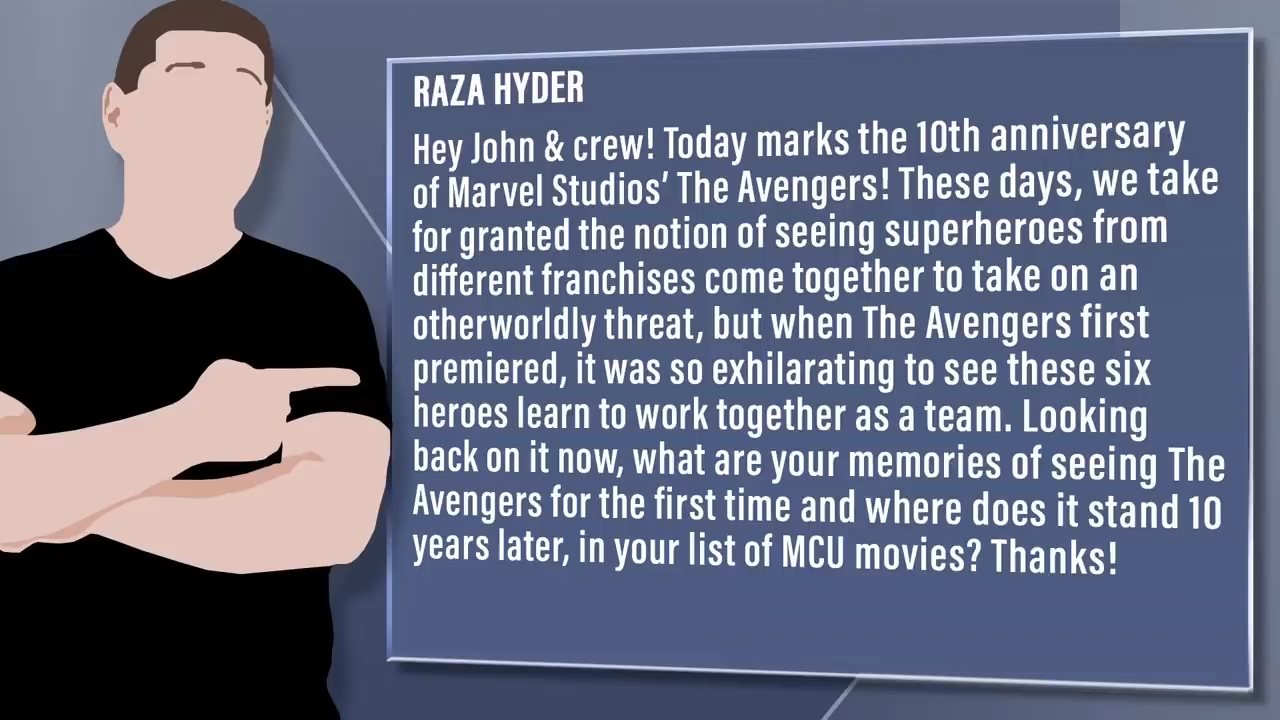 RAZA HYDER
Hey John & crew! Today marks the 10th anniversary
of Marvel Studios’ The Avengers! These days, we take
for granted the notion of seeing superheroes from
different franchises come together to take on an
otherworldly threat, but when The Avengers first
premiered, it was so exhilarating to see these six
heroes learn to work together as a team. Looking
back on it now, what are your memories of seeing The
Avengers for the first time and where does it stand 10
years later, in your list of MCU movies? Thanks!